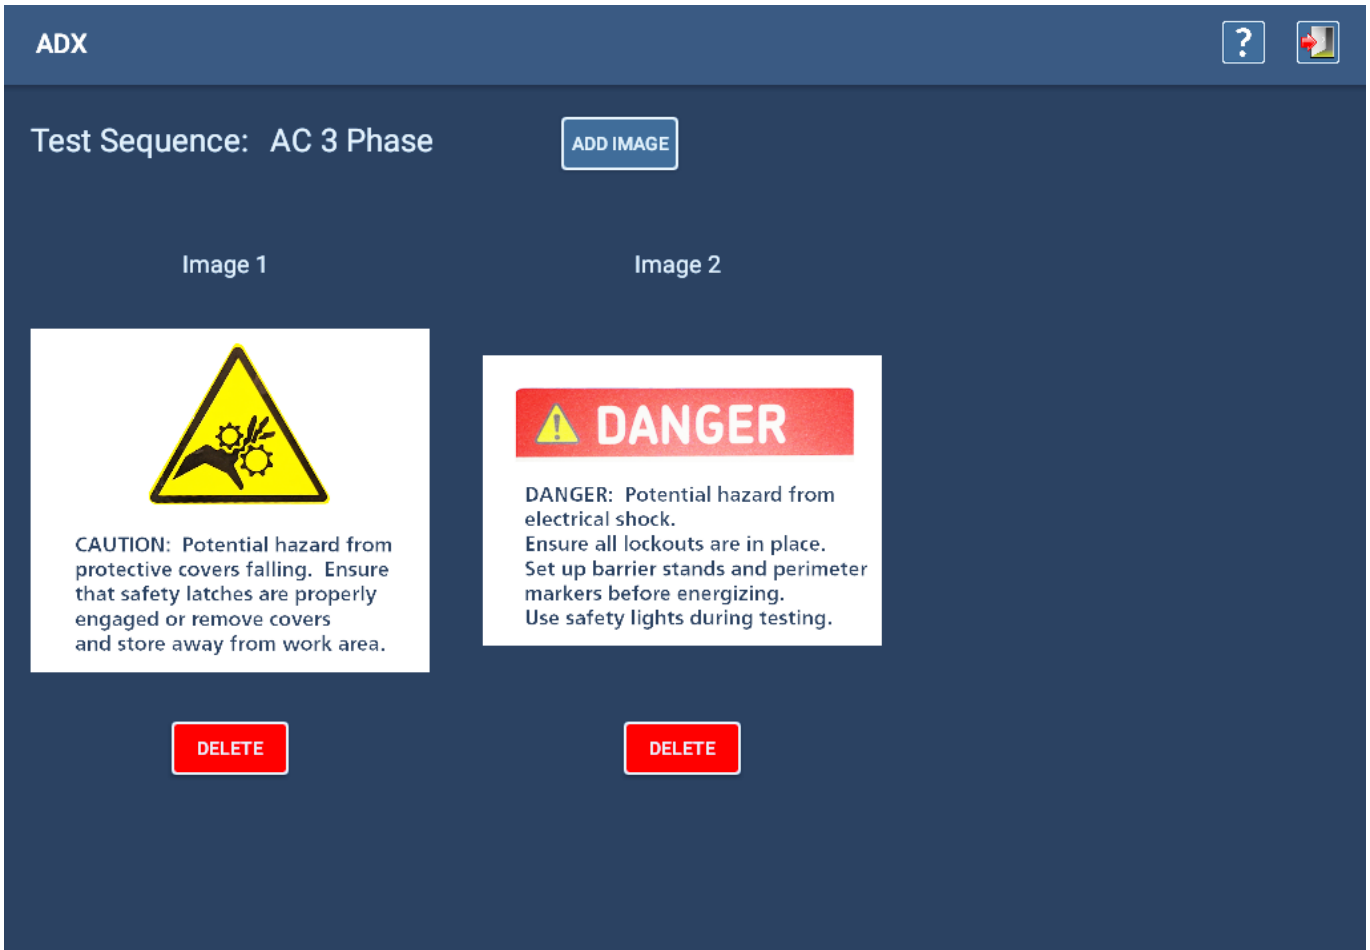 ADX
Test Sequence:  AC 3 Phase
ADD IMAGE
Image 1
Image 2
CAUTION:  Potential hazard from
protective covers falling.  Ensure
that safety latches are properly
engaged or remove covers
and store away from work area.
DANGER
DANGER:  Potential hazard from
electrical shock.
Ensure all lockouts are in place.
Set up barrier stands and perimeter
markers before energizing.
Use safety lights during testing.
DELETE
DELETE